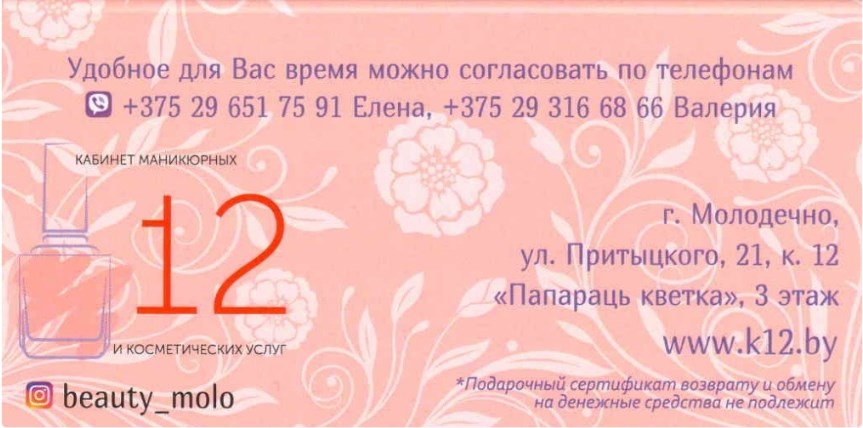 Удобное для Вас время можно согласовать по телефонам
+375 29 651 75 91 Елена, +375 29 316 68 66 Валерия
КАБИНЕТ МАНИКЮРНЫХ
12
И КОСМЕТИЧЕСКИХ УСЛУГ
beauty_molo
г. Молодечно,
ул. Притыцкого, 21, к. 12
«Папараць кветка», 3 этаж
www.k12.by
*Подарочный сертификат возврату и обмену
на денежные средства не подлежит